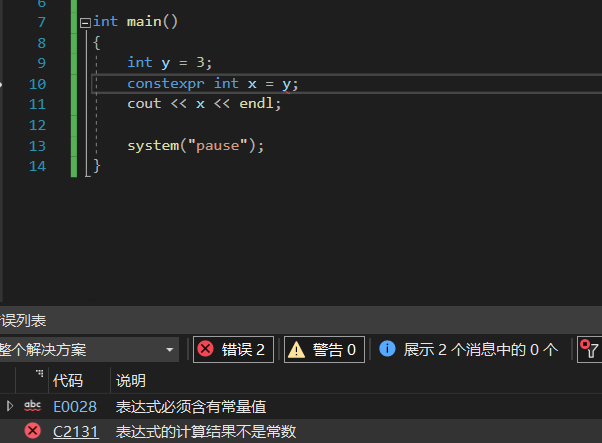 7 int main()
8 {
9 int y = 3;
10 constexpr int x = y;
11 cout << x << endl;
12
13 system("pause");
14 }
误列表
整个解决方案 错误 2 警告 0 展示 2 个消息中的 0 个
代码 说明
abc E0028 表达式必须含有常量值
C2131 表达式的计算结果不是常数